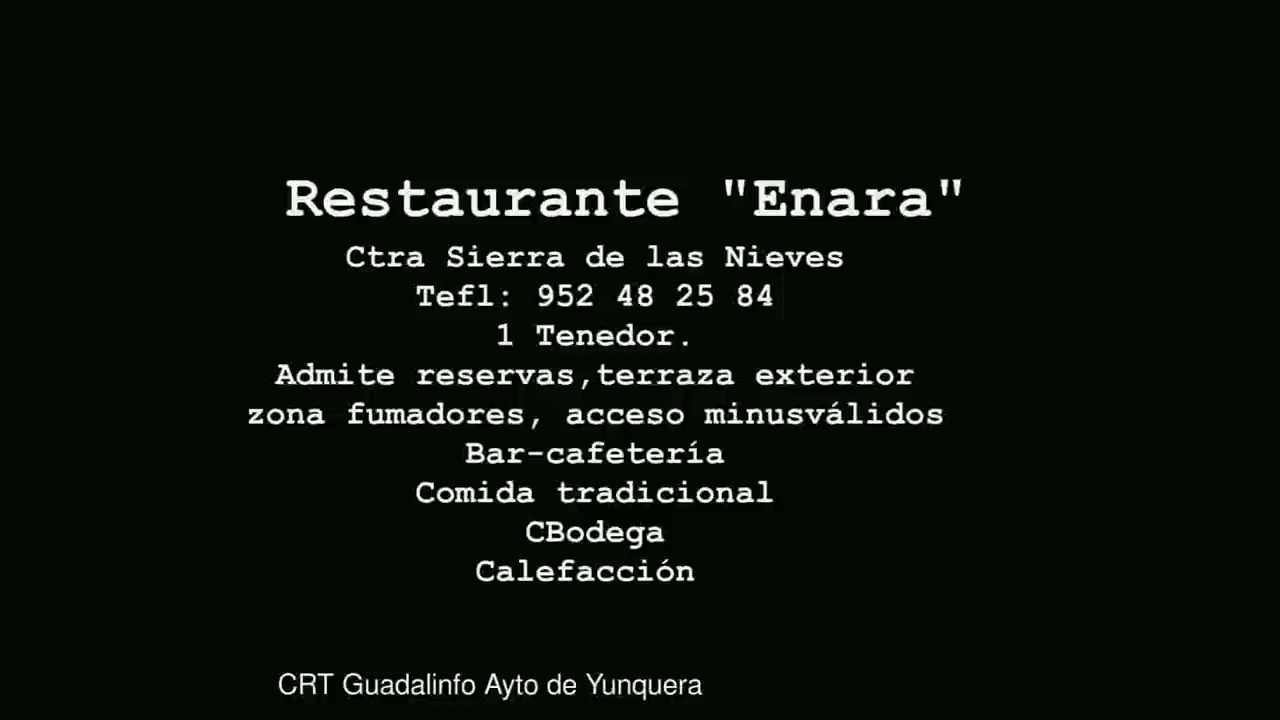 Restaurante "Enara"
Ctra Sierra de las Nieves
Tefl: 952 48 25 84
1 Tenedor.
Admite reservas,terraza exterior
zona fumadores, acceso minusválidos
Bar-cafetería
Comida tradicional
CBodega
Calefacción
CRT Guadalinfo Ayto de Yunquera